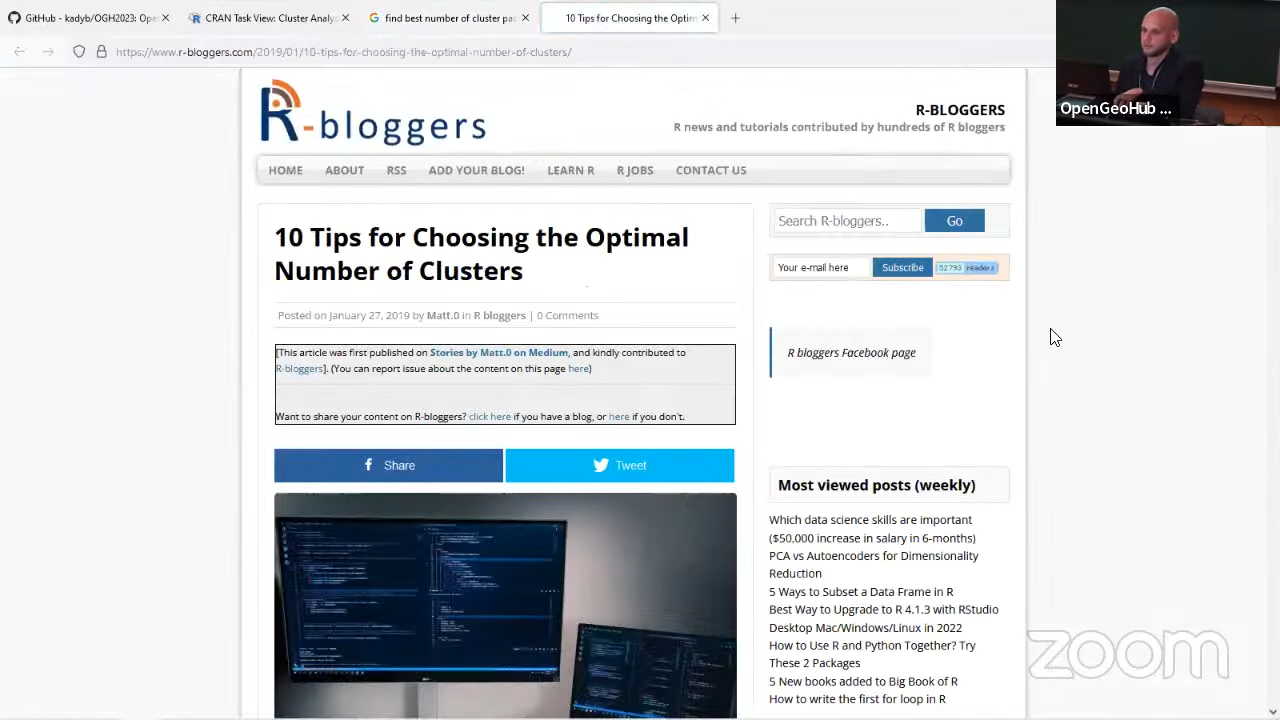 GitHub - kadyb/OGH2023: Open
CRAN Task View: Cluster Analys
find best number of cluster pac
10 Tips for Choosing the Optim
https://www.r-bloggers.com/2019/01/10-tips-for-choosing-the-optimal-number-of-clusters/
OpenGeoHub ...
R-bloggers
R-BLOGGERS
R news and tutorials contributed by hundreds of R bloggers
HOME ABOUT RSS ADD YOUR BLOG! LEARN R R JOBS CONTACT US
10 Tips for Choosing the Optimal
Number of Clusters
Posted on January 27, 2019 by Matt.0 in R bloggers | 0 Comments
[This article was first published on Stories by Matt.0 on Medium, and kindly contributed to
R-bloggers]. (You can report issue about the content on this page here)
Want to share your content on R-bloggers? click here if you have a blog, or here if you don't.
Share
Tweet
Search R-bloggers..
Go
Your e-mail here
Subscribe
52793 readers
R bloggers Facebook page
Most viewed posts (weekly)
Which data science skills are important
increase in salary in 6-months)
PCA vs Autoencoders for Dimensionality
Reduction
How to Subset Data Frame in R
Best Way to Upgrade to R 4.1.3 with RStudio
Linux in 2022
How to Use R and Python Together? Try
These 2 Packages
5 New books added to Big Book of R
How to write the first for loop in R
zoom